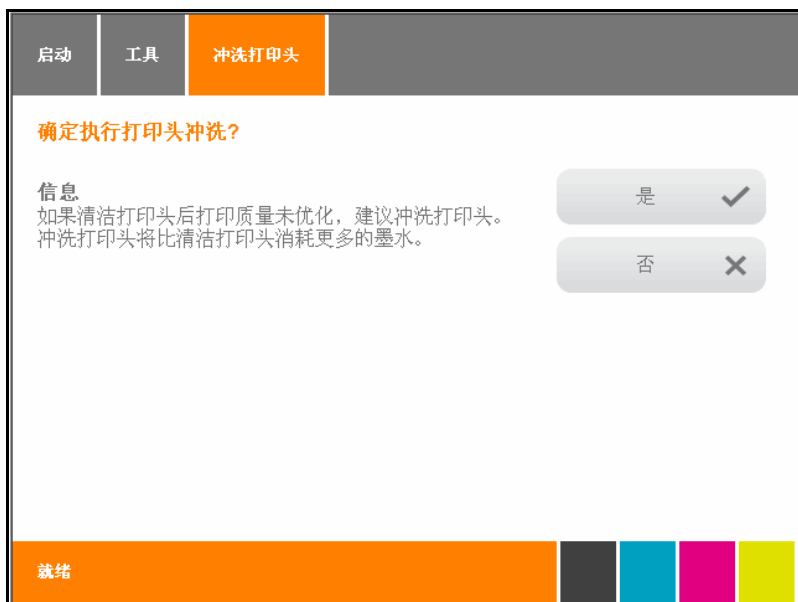 启动
工具
冲洗打印头
确定执行打印头冲洗?
信息
如果清洁打印头后打印质量未优化，建议冲洗打印头。
冲洗打印头将比清洁打印头消耗更多的墨水。
是
否
就绪